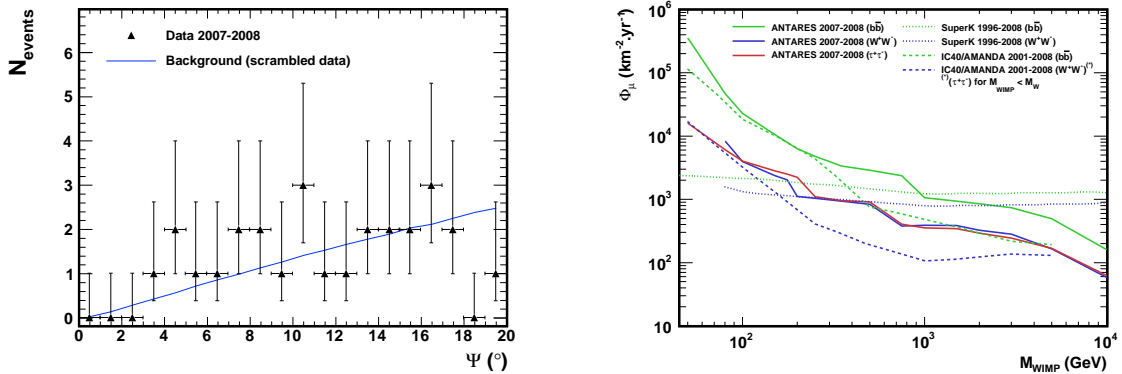 N_events
6
5
4
3
2
1
0
Data 2007-2008
Background (scrambled data)
0 2 4 6 8 10 12 14 16 18 20
Ψ (°)
Φ_μ (km⁻².yr⁻¹)
10⁶
10⁵
10⁴
10³
10²
10
ANTARES 2007-2008 (bb̄)
ANTARES 2007-2008 (W⁺W⁻)
ANTARES 2007-2008 (τ⁺τ⁻)
SuperK 1996-2008 (bb̄)
SuperK 1996-2008 (W⁺W⁻)
IC40/AMANDA 2001-2008 (bb̄)
IC40/AMANDA 2001-2008 (W⁺W⁻)⁽*⁾
⁽*⁾(τ⁺τ⁻) for M_WIMP < M_W
10² 10³ 10⁴
M_WIMP (GeV)